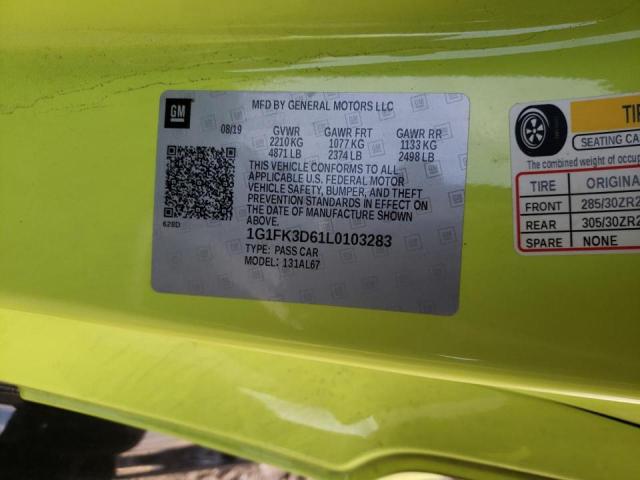 GM
MFD BY GENERAL MOTORS LLC
08/19 GVWR GAWR FRT GAWR RR
2210 KG 1077 KG 1133 KG
4871 LB 2374 LB 2498 LB
THIS VEHICLE CONFORMS TO ALL
APPLICABLE U.S. FEDERAL MOTOR
VEHICLE SAFETY, BUMPER, AND THEFT
PREVENTION STANDARDS IN EFFECT ON
THE DATE OF MANUFACTURE SHOWN
ABOVE.
628D
1G1FK3D61L0103283
TYPE: PASS CAR
MODEL: 131AL67
TIR
SEATING CA
The combined weight of occu
TIRE ORIGINA
FRONT 285/30ZR2
REAR 305/30ZR2
SPARE NONE